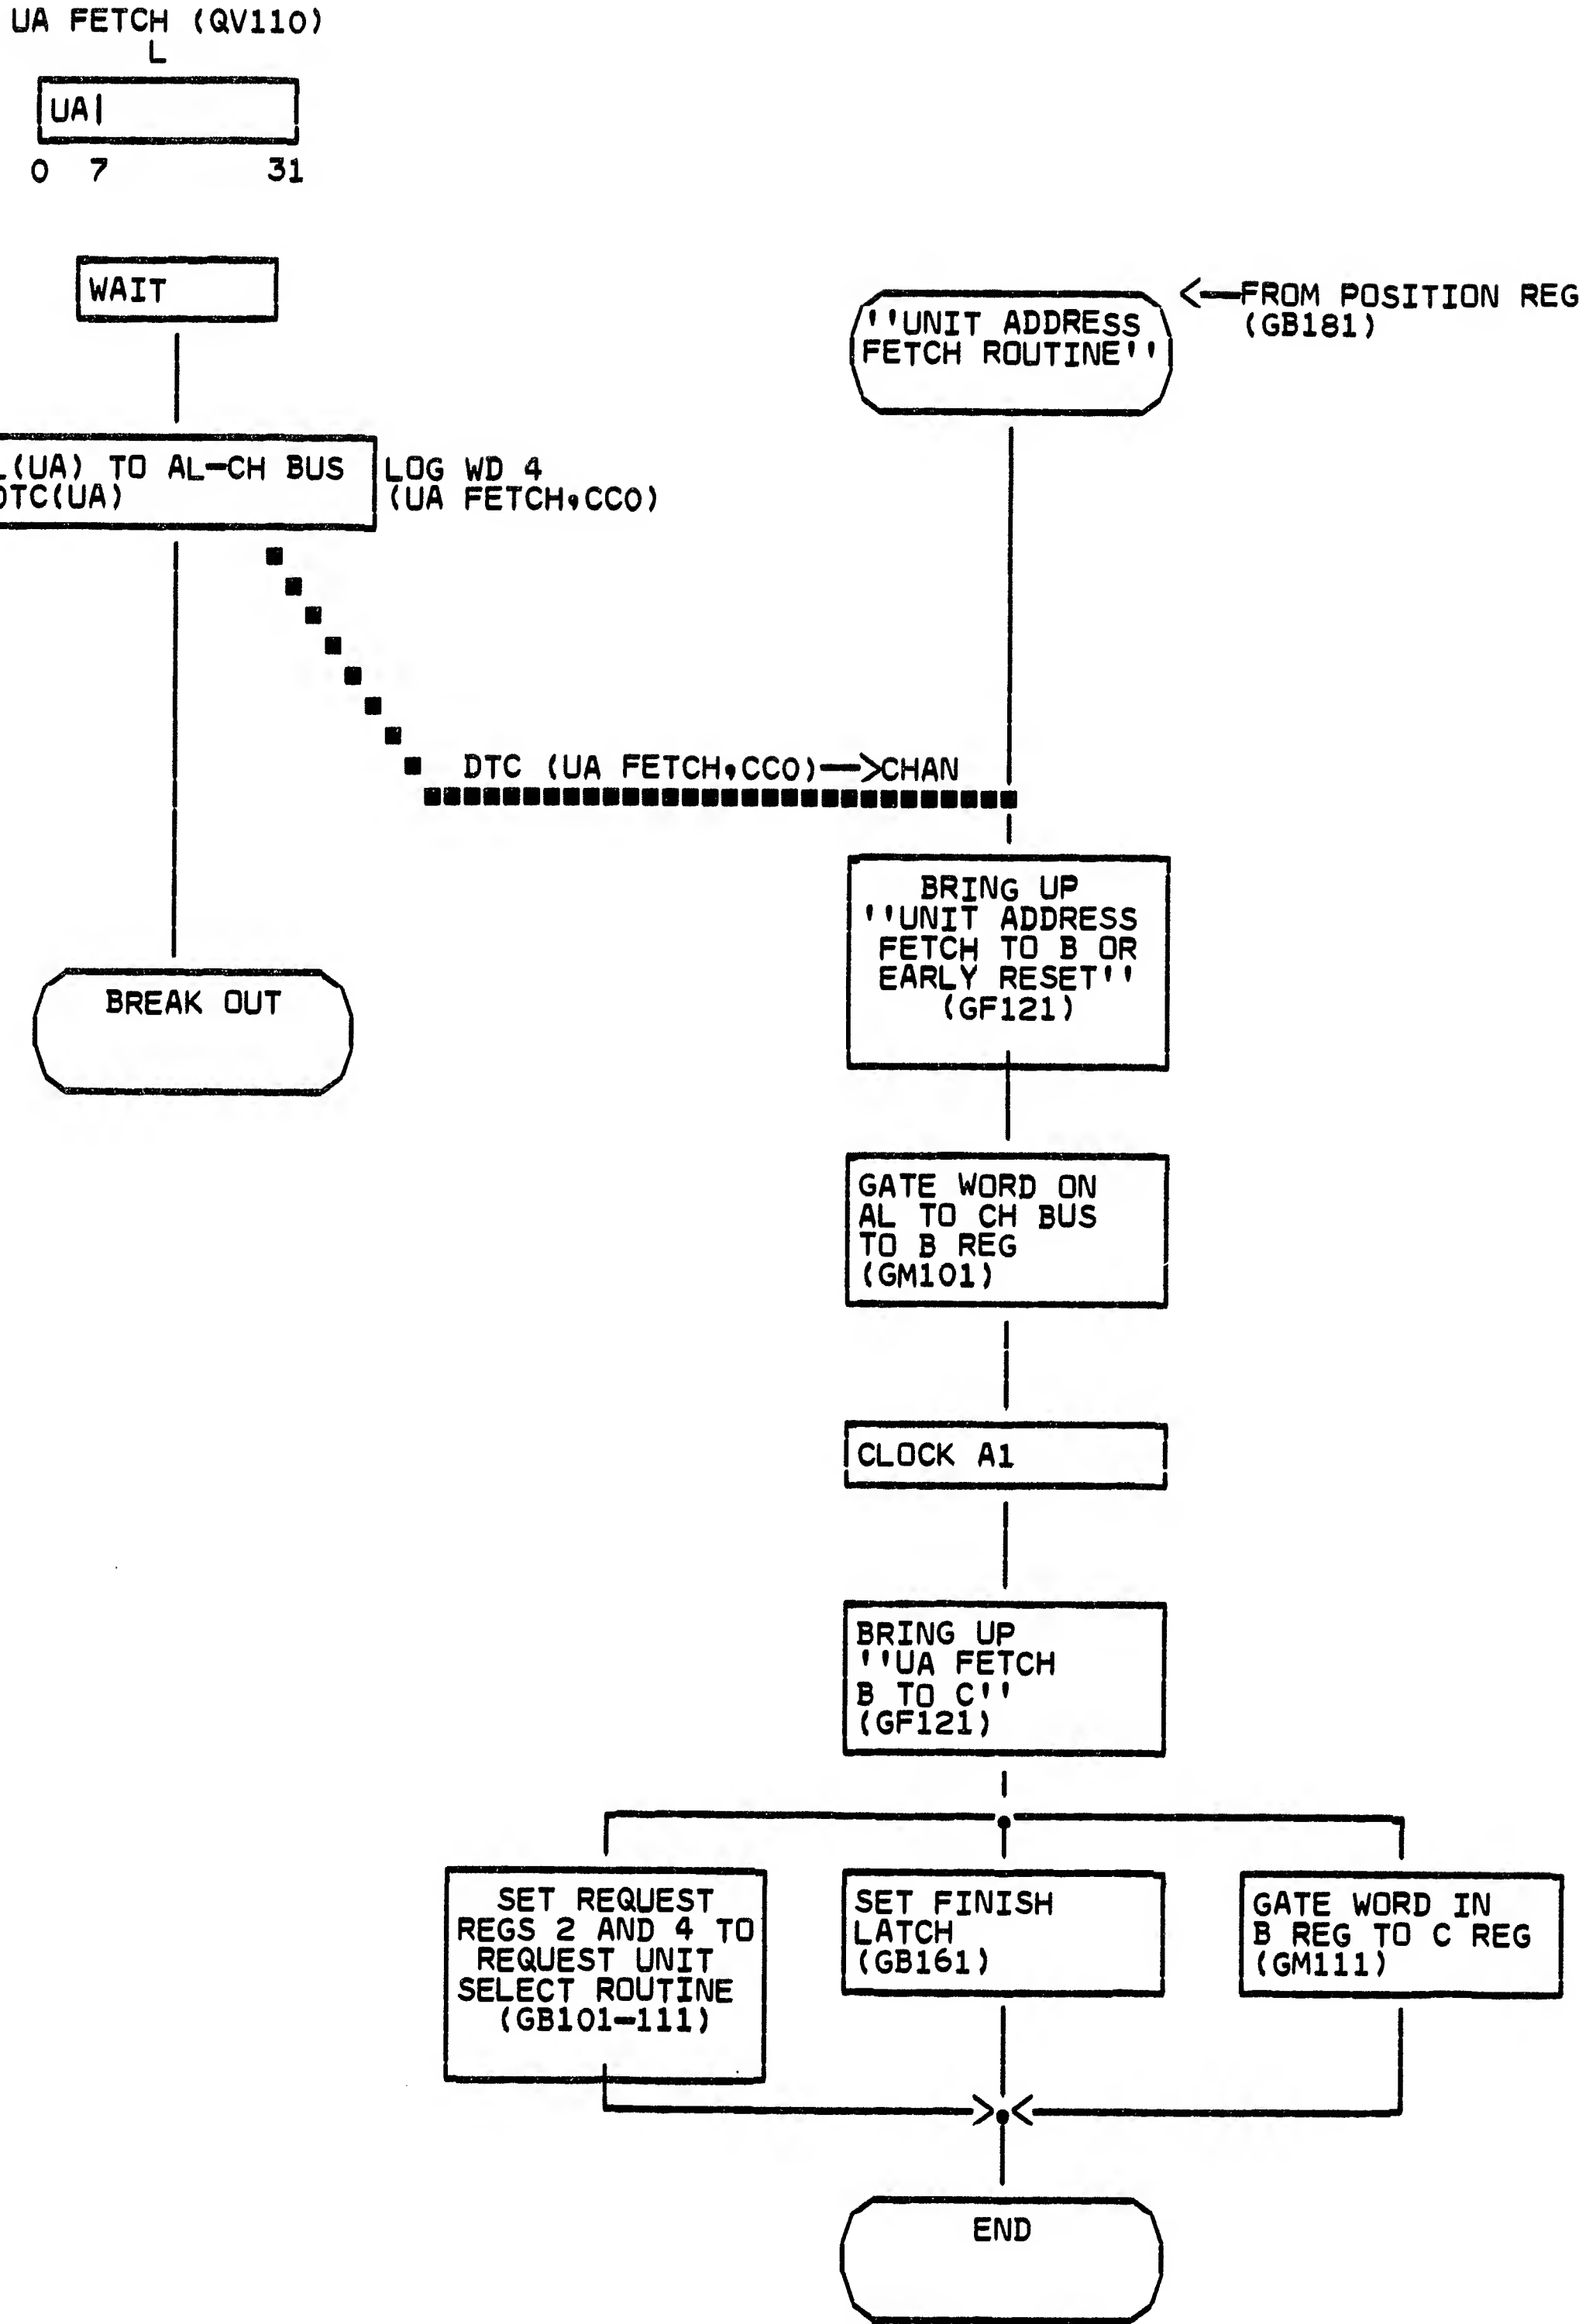 UA FETCH (QV110)
L
UA|
0 7 31
WAIT
L(UA) TO AL-CH BUS
DTC(UA)
LOG WD 4
(UA FETCH,CC0)
BREAK OUT
<—FROM POSITION REG
(GB181)
''UNIT ADDRESS
FETCH ROUTINE''
DTC (UA FETCH,CC0)—>CHAN
BRING UP
''UNIT ADDRESS
FETCH TO B OR
EARLY RESET''
(GF121)
GATE WORD ON
AL TO CH BUS
TO B REG
(GM101)
CLOCK A1
BRING UP
''UA FETCH
B TO C''
(GF121)
SET REQUEST
REGS 2 AND 4 TO
REQUEST UNIT
SELECT ROUTINE
(GB101-111)
SET FINISH
LATCH
(GB161)
GATE WORD IN
B REG TO C REG
(GM111)
END